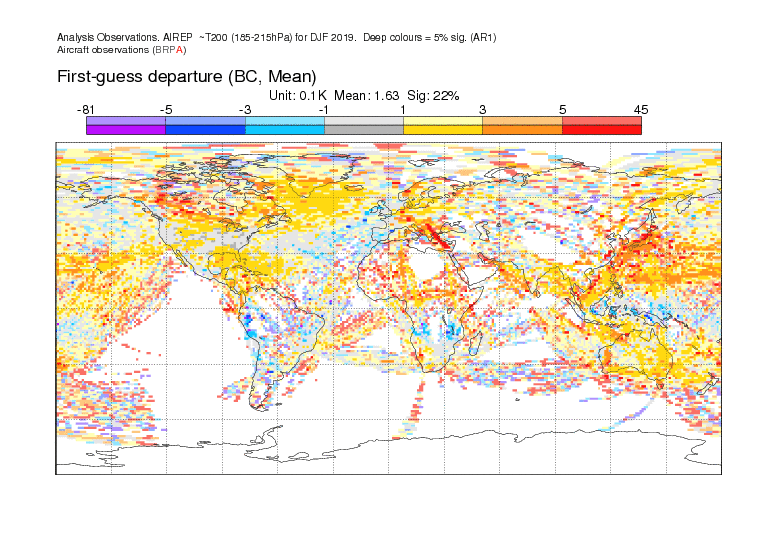 Analysis Observations. AIREP ~T200 (185-215hPa) for DJF 2019. Deep colours = 5% sig. (AR1)
Aircraft observations (BRPA)
First-guess departure (BC, Mean)
Unit: 0.1K Mean: 1.63 Sig: 22%
-81 -5 -3 -1 1 3 5 45